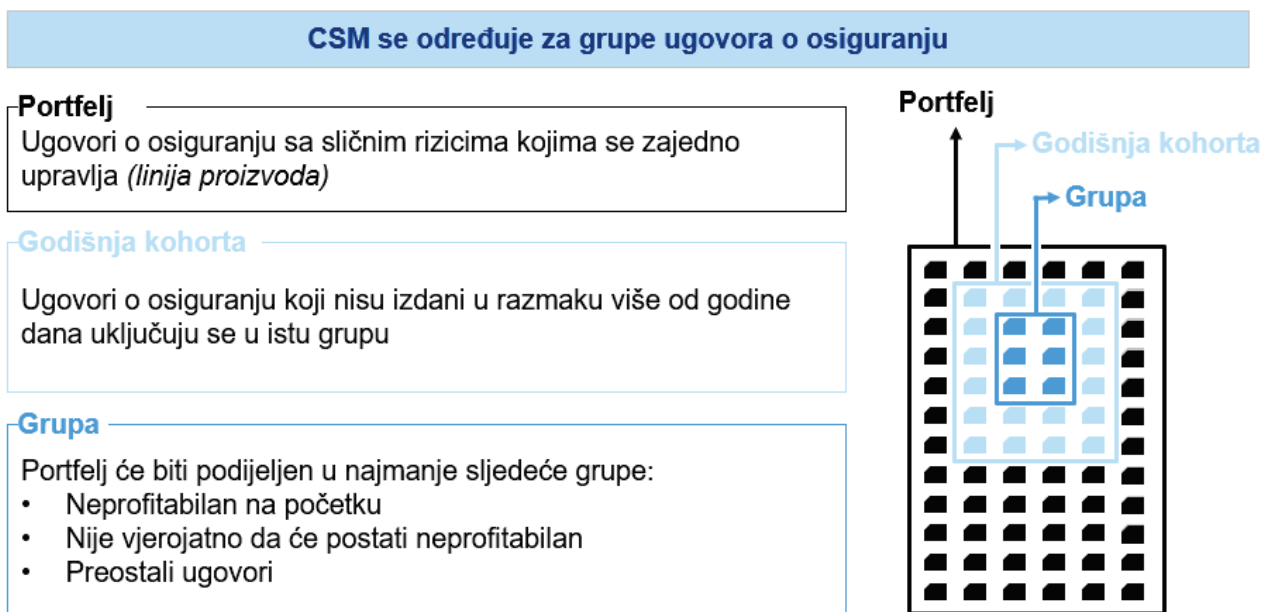 CSM se određuje za grupe ugovora o osiguranju
Portfelj
Ugovori o osiguranju sa sličnim rizicima kojima se zajedno
upravlja (linija proizvoda)
Godišnja kohorta
Ugovori o osiguranju koji nisu izdani u razmaku više od godine
dana uključuju se u istu grupu
Grupa
Portfelj će biti podijeljen u najmanje sljedeće grupe:
• Neprofitabilan na početku
• Nije vjerojatno da će postati neprofitabilan
• Preostali ugovori
Portfelj
Godišnja kohorta
Grupa